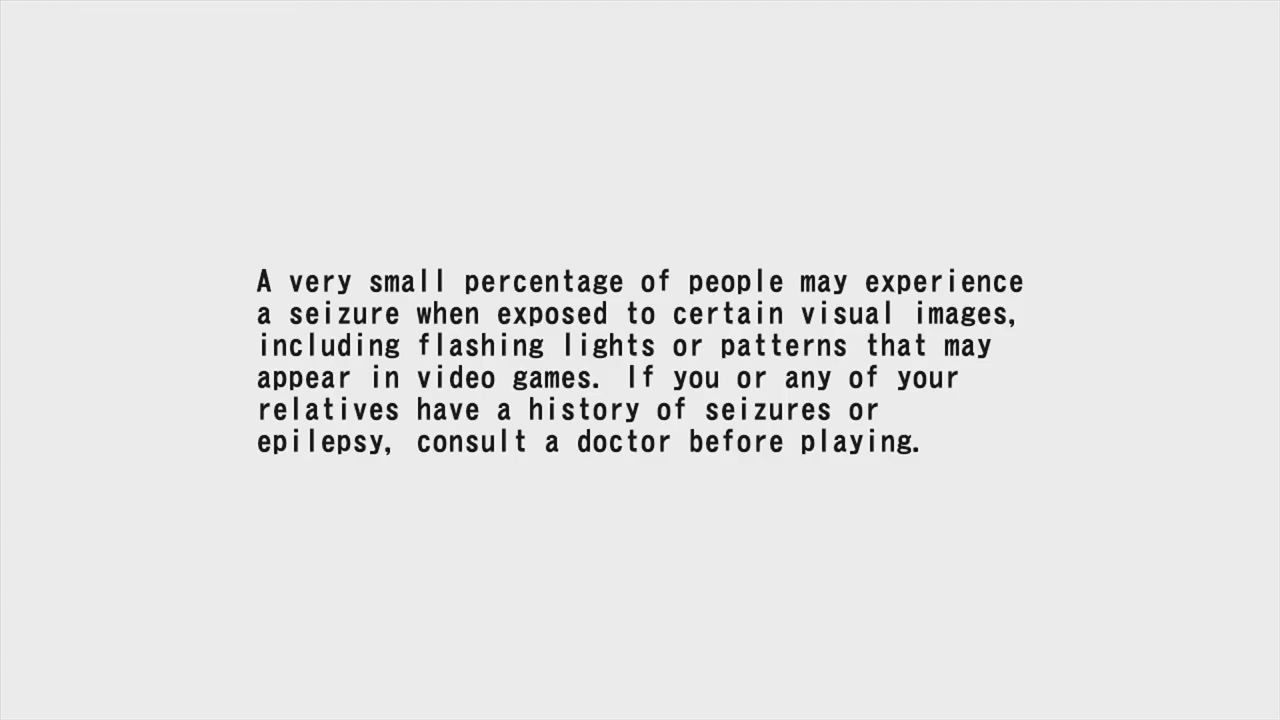 A very small percentage of people may experience
a seizure when exposed to certain visual images,
including flashing lights or patterns that may
appear in video games. If you or any of your
relatives have a history of seizures or
epilepsy, consult a doctor before playing.